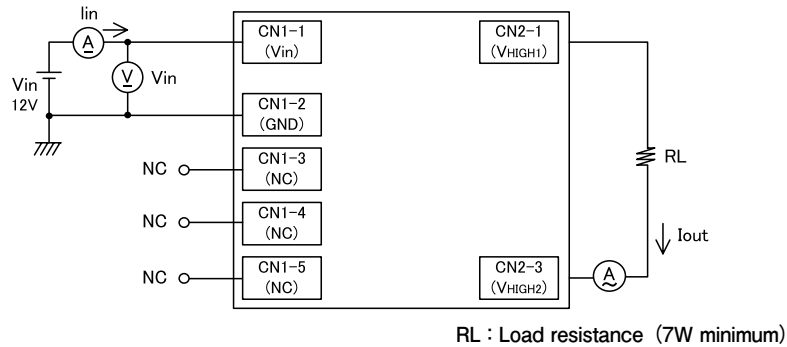 Iin
A
V
Vin
Vin
12V
CN1-1
(Vin)
CN1-2
(GND)
NC
CN1-3
(NC)
NC
CN1-4
(NC)
NC
CN1-5
(NC)
CN2-1
(VHIGH1)
RL
Iout
CN2-3
(VHIGH2)
A
RL : Load resistance (7W minimum)